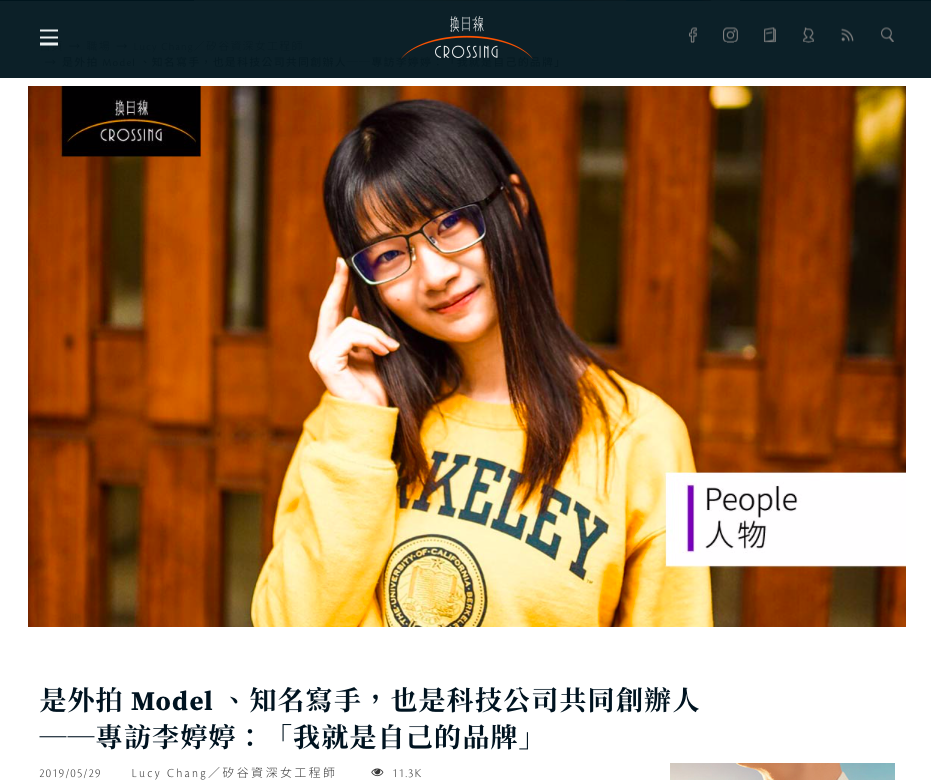 換日線
CROSSING
換日線
CROSSING
KELEY
THE·UNIVERSITY·OF·CALIFORNIA·BERKELEY
People
人物
是外拍 Model 、知名寫手，也是科技公司共同創辦人
──專訪李婷婷：「我就是自己的品牌」
2019/05/29 Lucy Chang／矽谷資深女工程師 11.3K